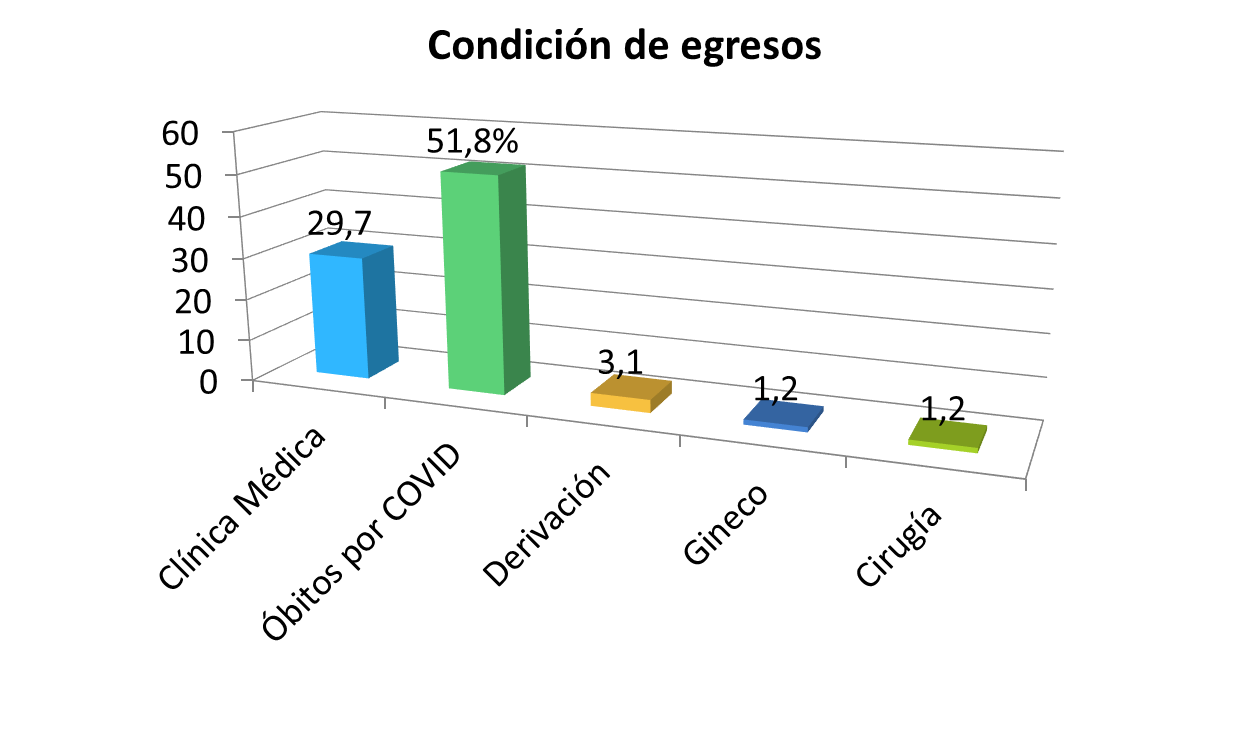 Condición de egresos
60
50
40
30
20
10
0
29,7
51,8%
3,1
1,2
1,2
Clínica Médica
Óbitos por COVID
Derivación
Gineco
Cirugía